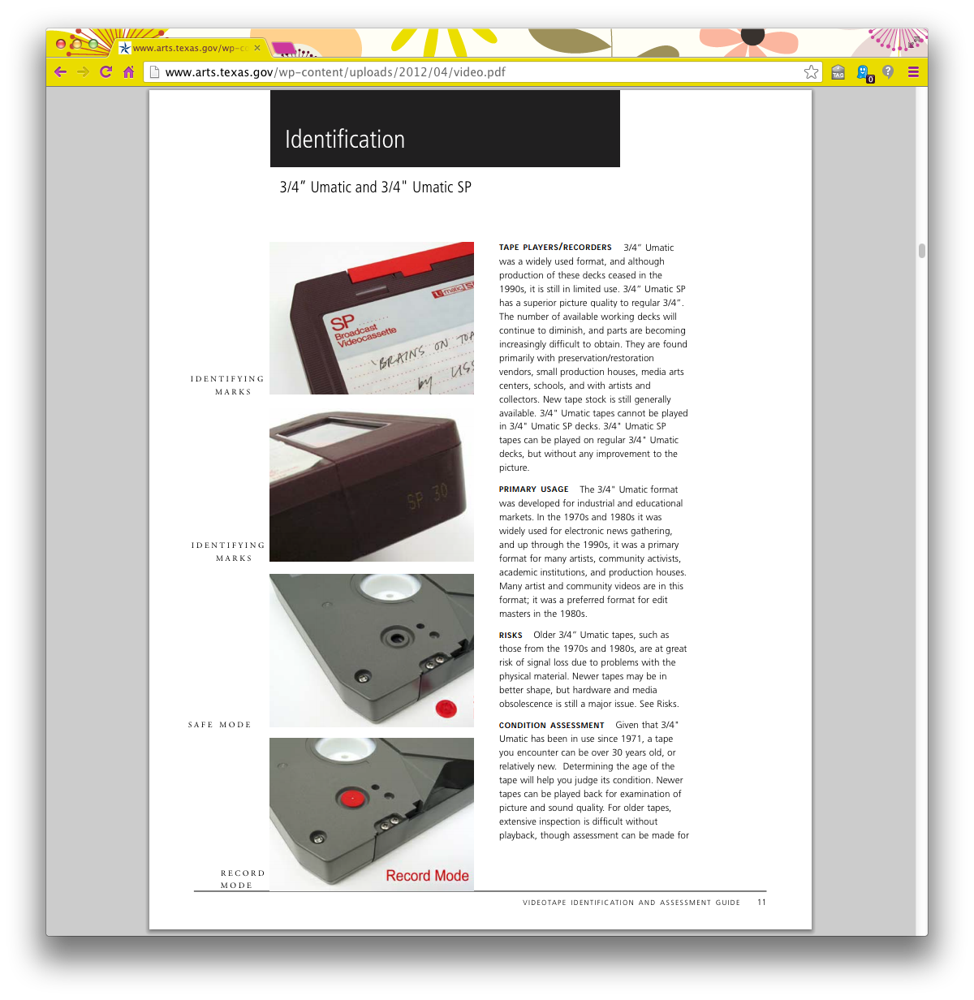 www.arts.texas.gov/wp-c
www.arts.texas.gov/wp-content/uploads/2012/04/video.pdf
TAG
0
?
Identification
3/4” Umatic and 3/4" Umatic SP
SP
Broadcast
Videocassette
U matic SP
"BRAINS ON TOA
by USS
IDENTIFYING
MARKS
SP 30
IDENTIFYING
MARKS
SAFE MODE
Record Mode
RECORD
MODE
TAPE PLAYERS/RECORDERS 3/4” Umatic
was a widely used format, and although
production of these decks ceased in the
1990s, it is still in limited use. 3/4” Umatic SP
has a superior picture quality to regular 3/4”.
The number of available working decks will
continue to diminish, and parts are becoming
increasingly difficult to obtain. They are found
primarily with preservation/restoration
vendors, small production houses, media arts
centers, schools, and with artists and
collectors. New tape stock is still generally
available. 3/4" Umatic tapes cannot be played
in 3/4" Umatic SP decks. 3/4" Umatic SP
tapes can be played on regular 3/4" Umatic
decks, but without any improvement to the
picture.
PRIMARY USAGE The 3/4" Umatic format
was developed for industrial and educational
markets. In the 1970s and 1980s it was
widely used for electronic news gathering,
and up through the 1990s, it was a primary
format for many artists, community activists,
academic institutions, and production houses.
Many artist and community videos are in this
format; it was a preferred format for edit
masters in the 1980s.
RISKS Older 3/4” Umatic tapes, such as
those from the 1970s and 1980s, are at great
risk of signal loss due to problems with the
physical material. Newer tapes may be in
better shape, but hardware and media
obsolescence is still a major issue. See Risks.
CONDITION ASSESSMENT Given that 3/4"
Umatic has been in use since 1971, a tape
you encounter can be over 30 years old, or
relatively new. Determining the age of the
tape will help you judge its condition. Newer
tapes can be played back for examination of
picture and sound quality. For older tapes,
extensive inspection is difficult without
playback, though assessment can be made for
VIDEOTAPE IDENTIFICATION AND ASSESSMENT GUIDE 11